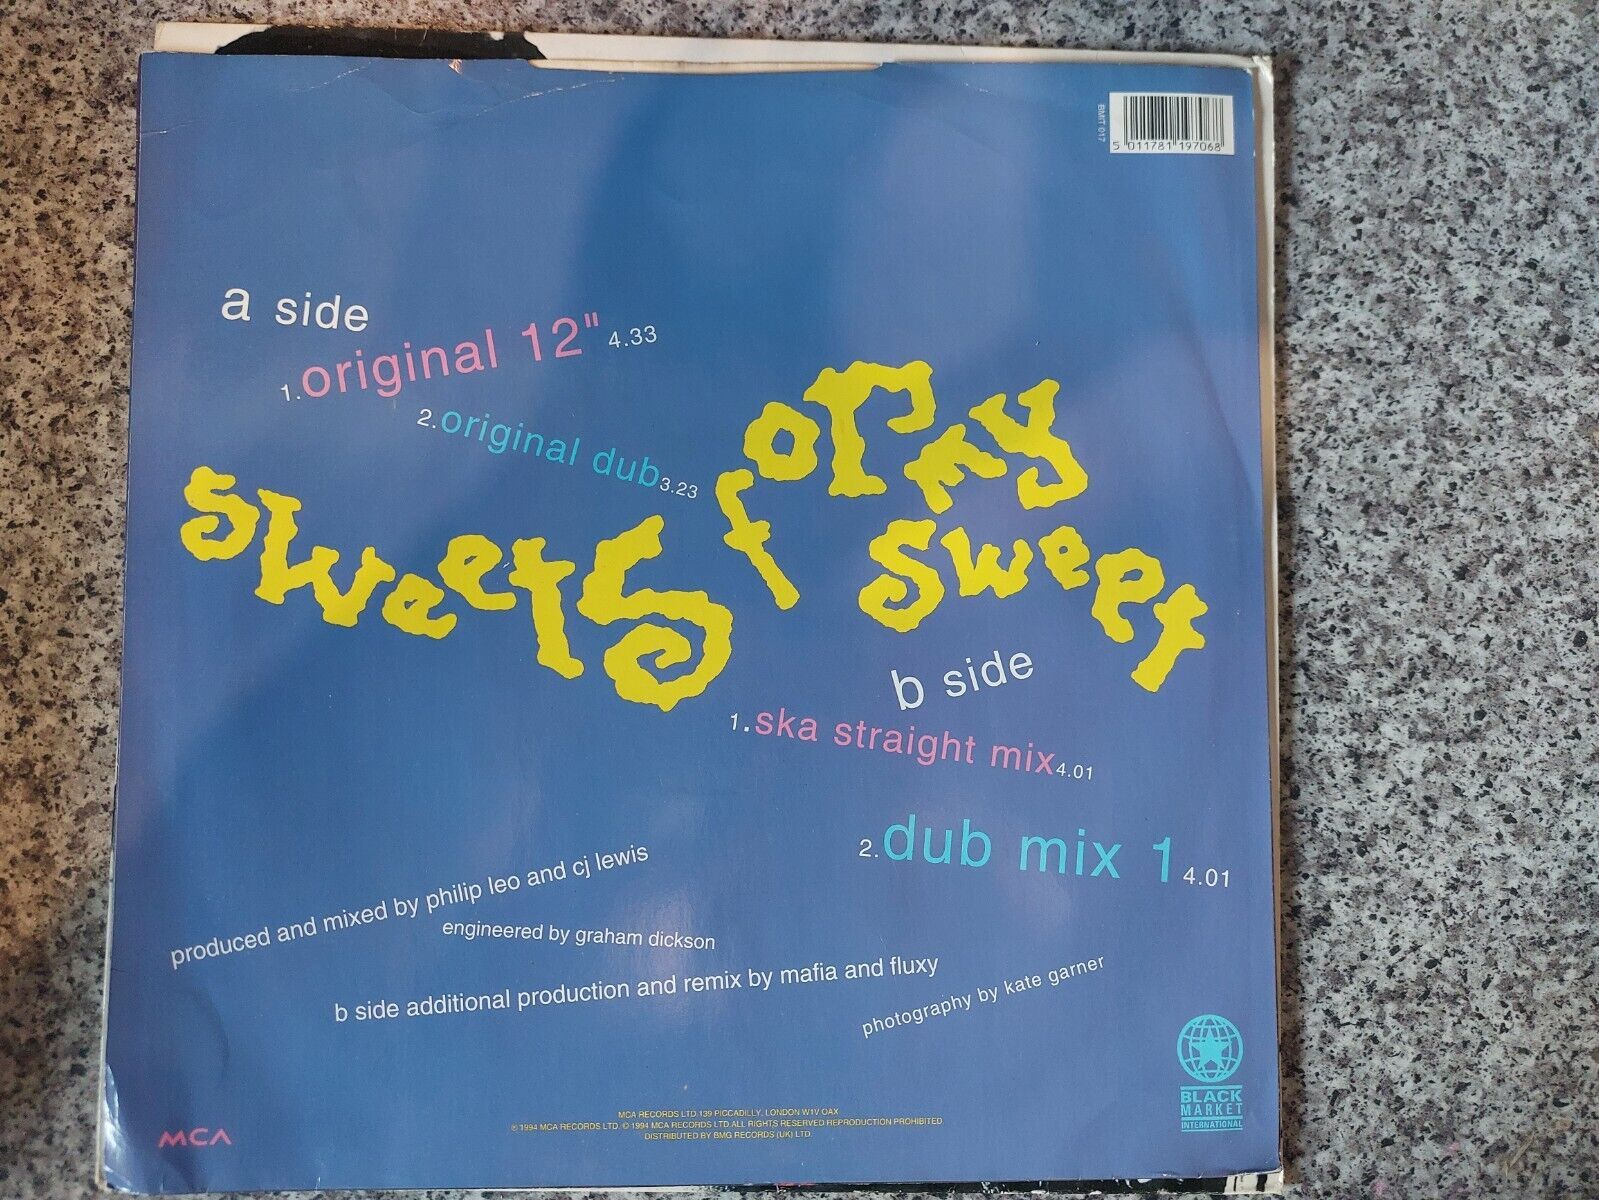 BMIT 017
5 011781 197068
a side
1.original 12" 4.33
2.original dub 3.23
sweets for my sweet
b side
1.ska straight mix 4.01
2.dub mix 1 4.01
produced and mixed by philip leo and cj lewis
engineered by graham dickson
b side additional production and remix by mafia and fluxy
photography by kate garner
BLACK
MARKET
INTERNATIONAL
MCA RECORDS LTD 139 PICCADILLY, LONDON W1V OAX
℗ 1994 MCA RECORDS LTD. © 1994 MCA RECORDS LTD. ALL RIGHTS RESERVED REPRODUCTION PROHIBITED
DISTRIBUTED BY BMG RECORDS (UK) LTD.
MCA